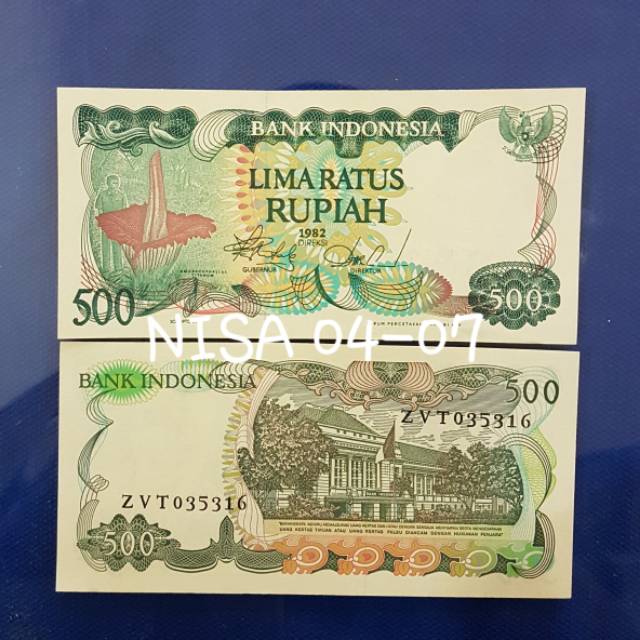 BANK INDONESIA
LIMA RATUS
RUPIAH
1982
DIREKSI
GUBERNUR DIREKTUR
500 500
NISA 04-07
BANK INDONESIA 500
ZVT035316
ZVT035316
500